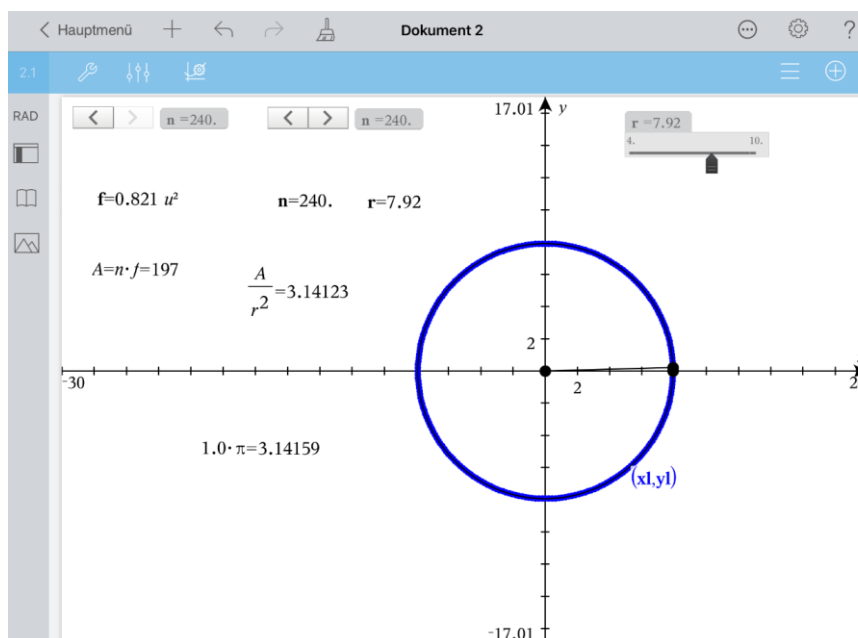 Hauptmenü
Dokument 2
?
2.1
RAD
n =240.
n =240.
17.01
y
r =7.92
4.
10.
f=0.821 u²
n=240.
r=7.92
A=n·f=197
A/r²=3.14123
2
-30
2
2
1.0·π=3.14159
(xl,yl)
-17.01